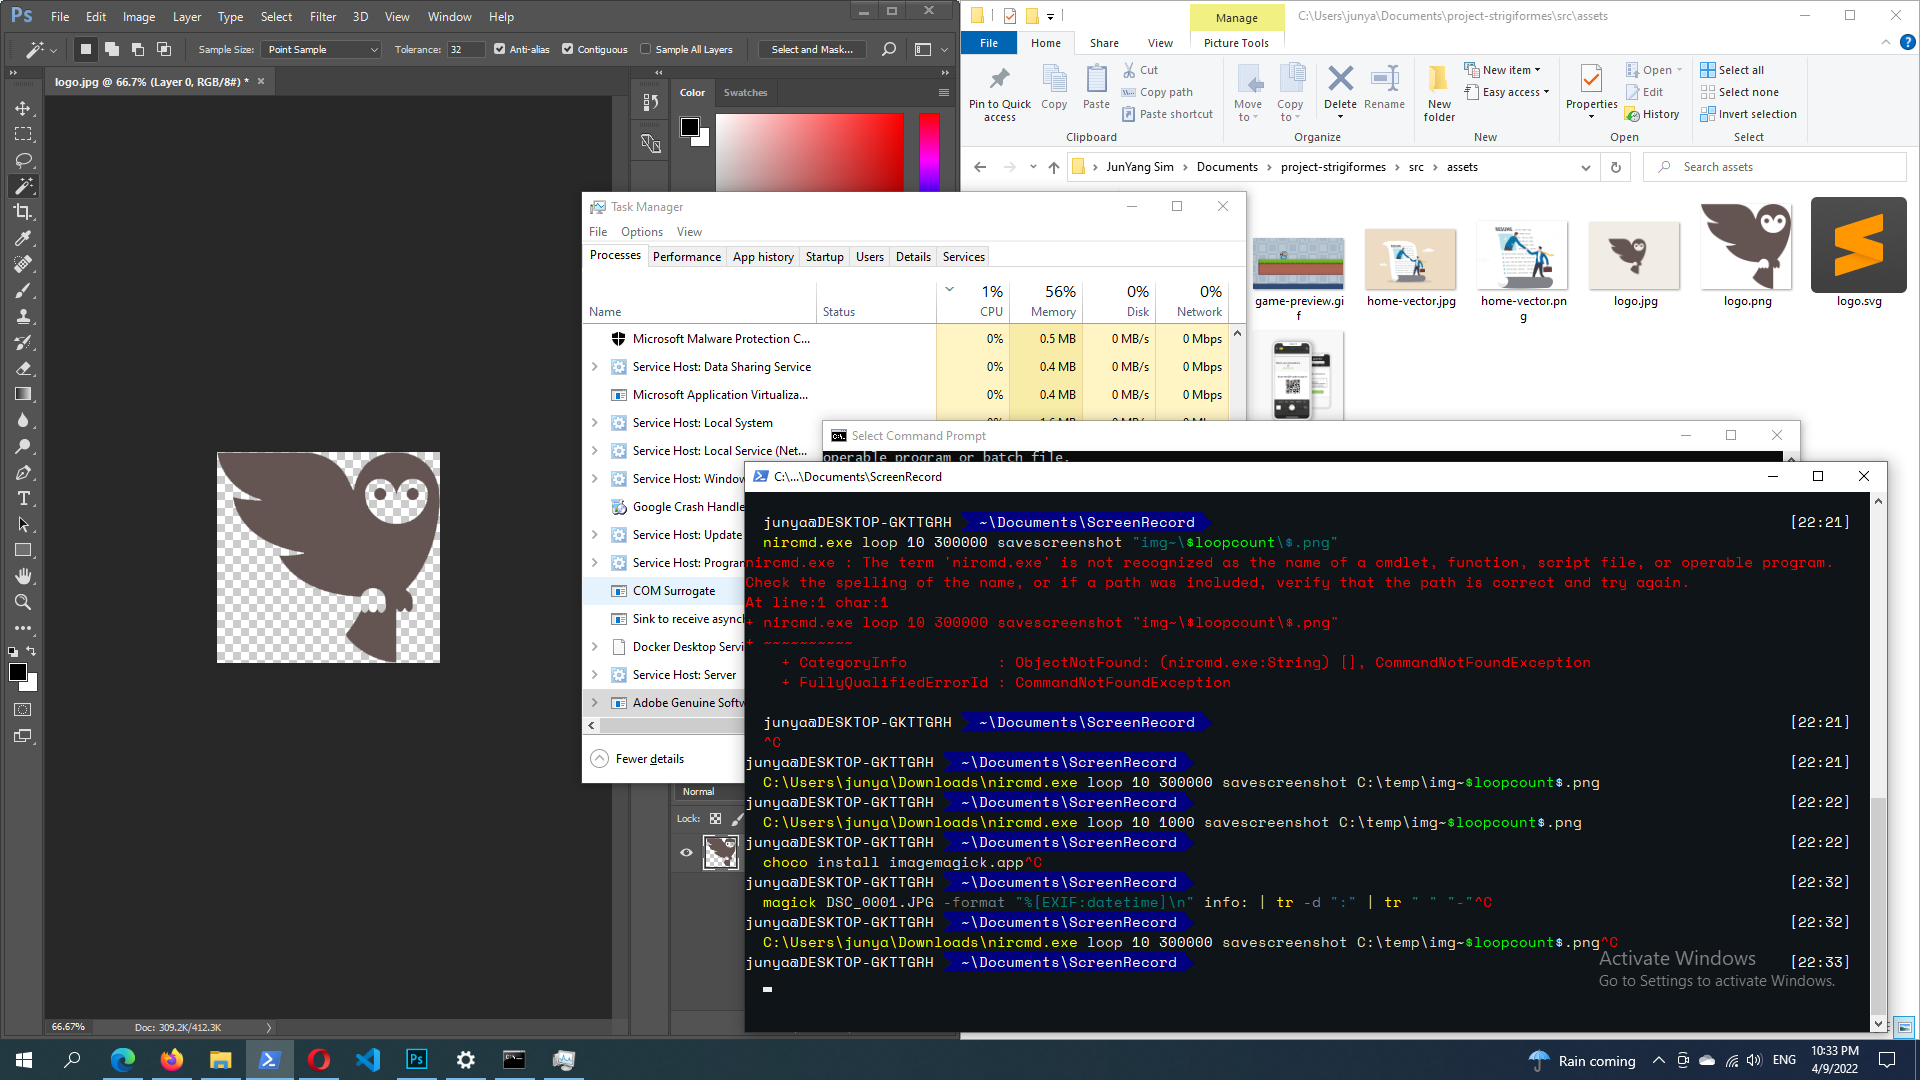 Ps File Edit Image Layer Type Select Filter 3D View Window Help
Sample Size: Point Sample Tolerance: 32 Anti-alias Contiguous Sample All Layers Select and Mask...
logo.jpg @ 66.7% (Layer 0, RGB/8#) *
Color Swatches
Normal
Lock:
66.67% Doc: 309.2K/412.3K
Manage C:\Users\junya\Documents\project-strigiformes\src\assets
File Home Share View Picture Tools
Pin to Quick access
Copy
Paste
Cut
Copy path
Paste shortcut
Clipboard
Move to
Copy to
Delete
Rename
Organize
New folder
New item
Easy access
New
Properties
Open
Edit
History
Open
Select all
Select none
Invert selection
Select
JunYang Sim Documents project-strigiformes src assets
Search assets
game-preview.gi
f
home-vector.jpg
home-vector.pn
g
logo.jpg
logo.png
logo.svg
Task Manager
File Options View
Processes Performance App history Startup Users Details Services
1% 56% 0% 0%
Name Status CPU Memory Disk Network
Microsoft Malware Protection C... 0% 0.5 MB 0 MB/s 0 Mbps
Service Host: Data Sharing Service 0% 0.4 MB 0 MB/s 0 Mbps
Microsoft Application Virtualiza... 0% 0.4 MB 0 MB/s 0 Mbps
Service Host: Local System
Service Host: Local Service (Net...
Service Host: Window
Google Crash Handle
Service Host: Update
Service Host: Program
COM Surrogate
Sink to receive async
Docker Desktop Servi
Service Host: Server
Adobe Genuine Softw
Fewer details
Select Command Prompt
operable program or batch file.
C:\...\Documents\ScreenRecord
junya@DESKTOP-GKTTGRH ~\Documents\ScreenRecord [22:21]
nircmd.exe loop 10 300000 savescreenshot "img~\$loopcount\$.png"
nircmd.exe : The term 'nircmd.exe' is not recognized as the name of a cmdlet, function, script file, or operable program.
Check the spelling of the name, or if a path was included, verify that the path is correct and try again.
At line:1 char:1
+ nircmd.exe loop 10 300000 savescreenshot "img~\$loopcount\$.png"
+ ~~~~~~~~~~
+ CategoryInfo : ObjectNotFound: (nircmd.exe:String) [], CommandNotFoundException
+ FullyQualifiedErrorId : CommandNotFoundException
junya@DESKTOP-GKTTGRH ~\Documents\ScreenRecord [22:21]
^C
junya@DESKTOP-GKTTGRH ~\Documents\ScreenRecord [22:21]
C:\Users\junya\Downloads\nircmd.exe loop 10 300000 savescreenshot C:\temp\img~$loopcount$.png
junya@DESKTOP-GKTTGRH ~\Documents\ScreenRecord [22:22]
C:\Users\junya\Downloads\nircmd.exe loop 10 1000 savescreenshot C:\temp\img~$loopcount$.png
junya@DESKTOP-GKTTGRH ~\Documents\ScreenRecord [22:22]
choco install imagemagick.app^C
junya@DESKTOP-GKTTGRH ~\Documents\ScreenRecord [22:32]
magick DSC_0001.JPG -format "%[EXIF:datetime]\n" info: | tr -d ":" | tr " " "-"^C
junya@DESKTOP-GKTTGRH ~\Documents\ScreenRecord [22:32]
C:\Users\junya\Downloads\nircmd.exe loop 10 300000 savescreenshot C:\temp\img~$loopcount$.png^C
junya@DESKTOP-GKTTGRH ~\Documents\ScreenRecord [22:33]
Activate Windows
Go to Settings to activate Windows.
Rain coming ENG
10:33 PM
4/9/2022